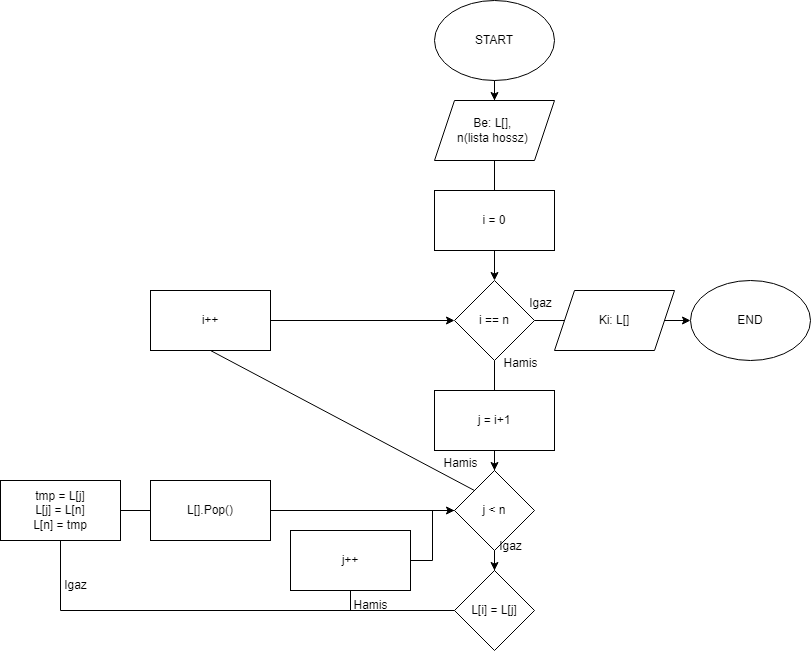 START
Be: L[],
n(lista hossz)
i = 0
i++
i == n
Igaz
Ki: L[]
END
Hamis
j = i+1
Hamis
tmp = L[j]
L[j] = L[n]
L[n] = tmp
L[].Pop()
j < n
Igaz
j++
Igaz
Hamis
L[i] = L[j]